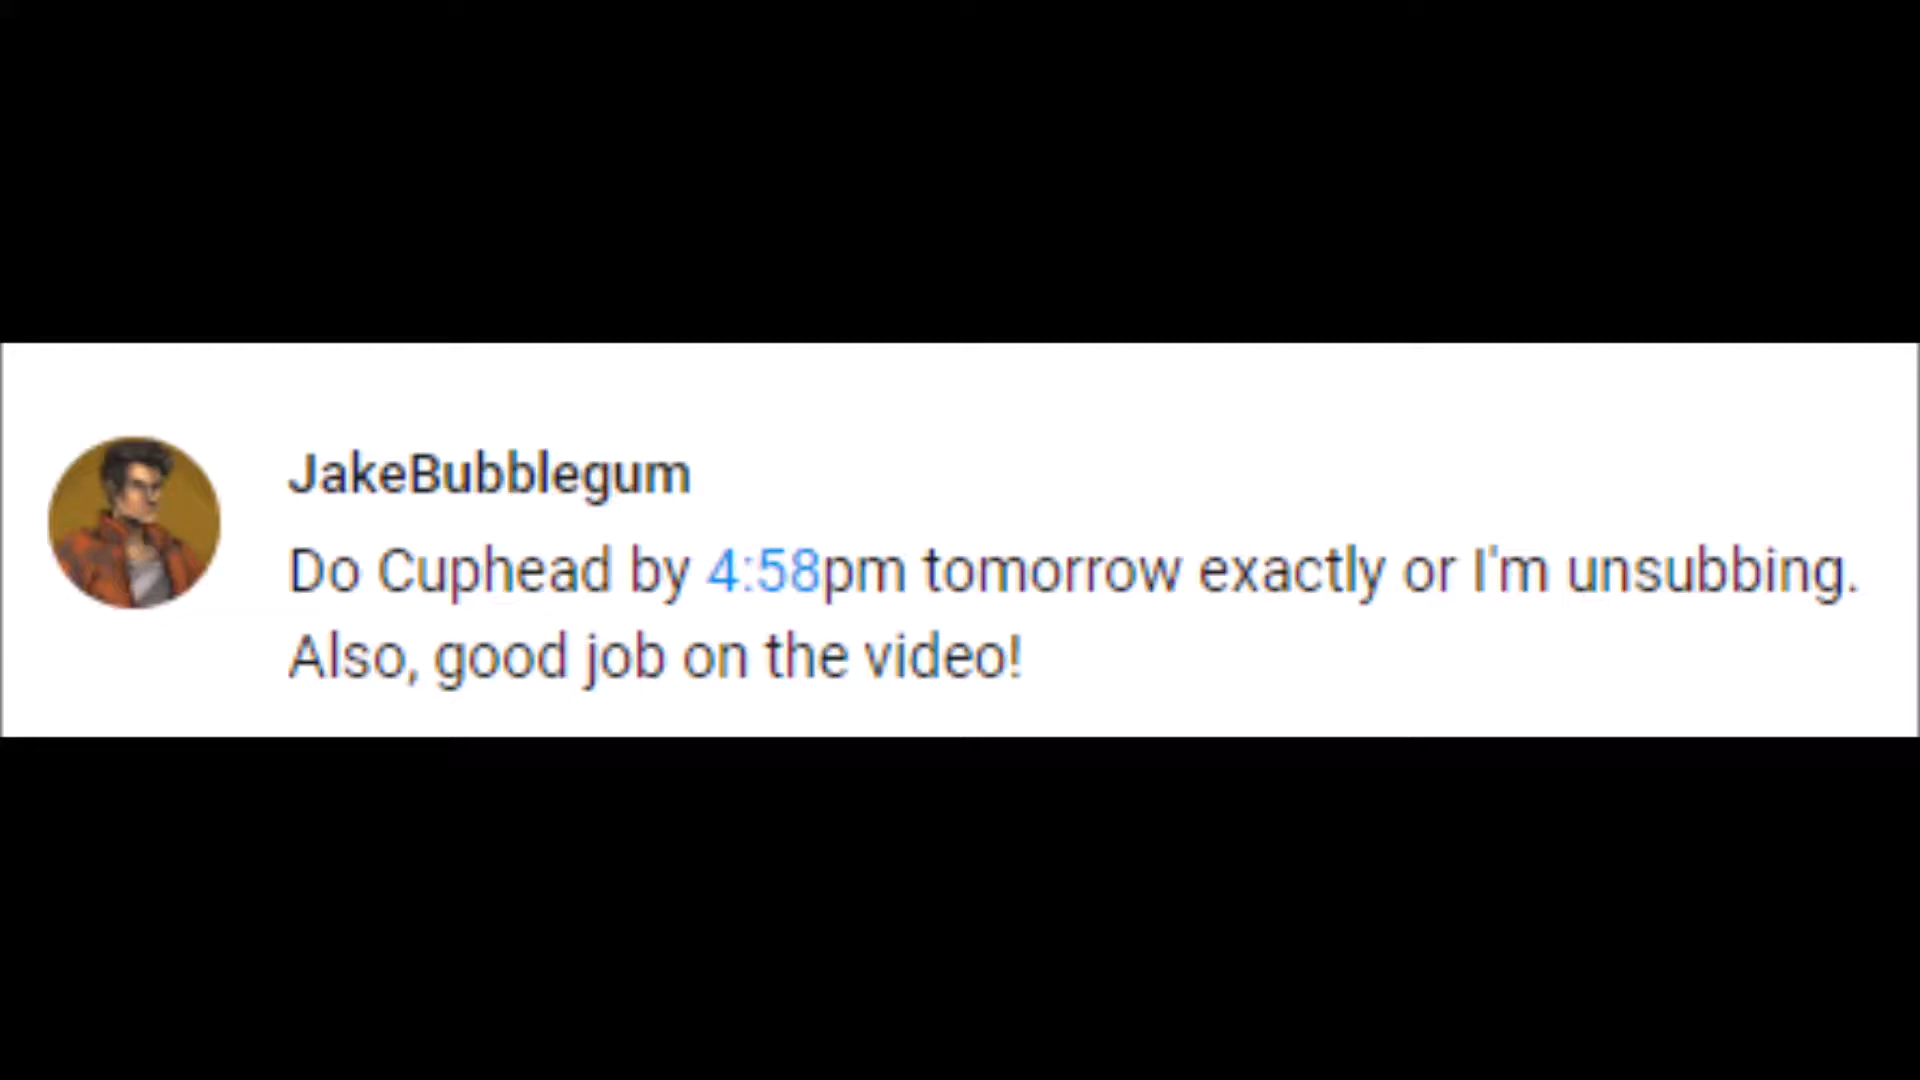 JakeBubblegum
Do Cuphead by 4:58pm tomorrow exactly or I'm unsubbing.
Also, good job on the video!